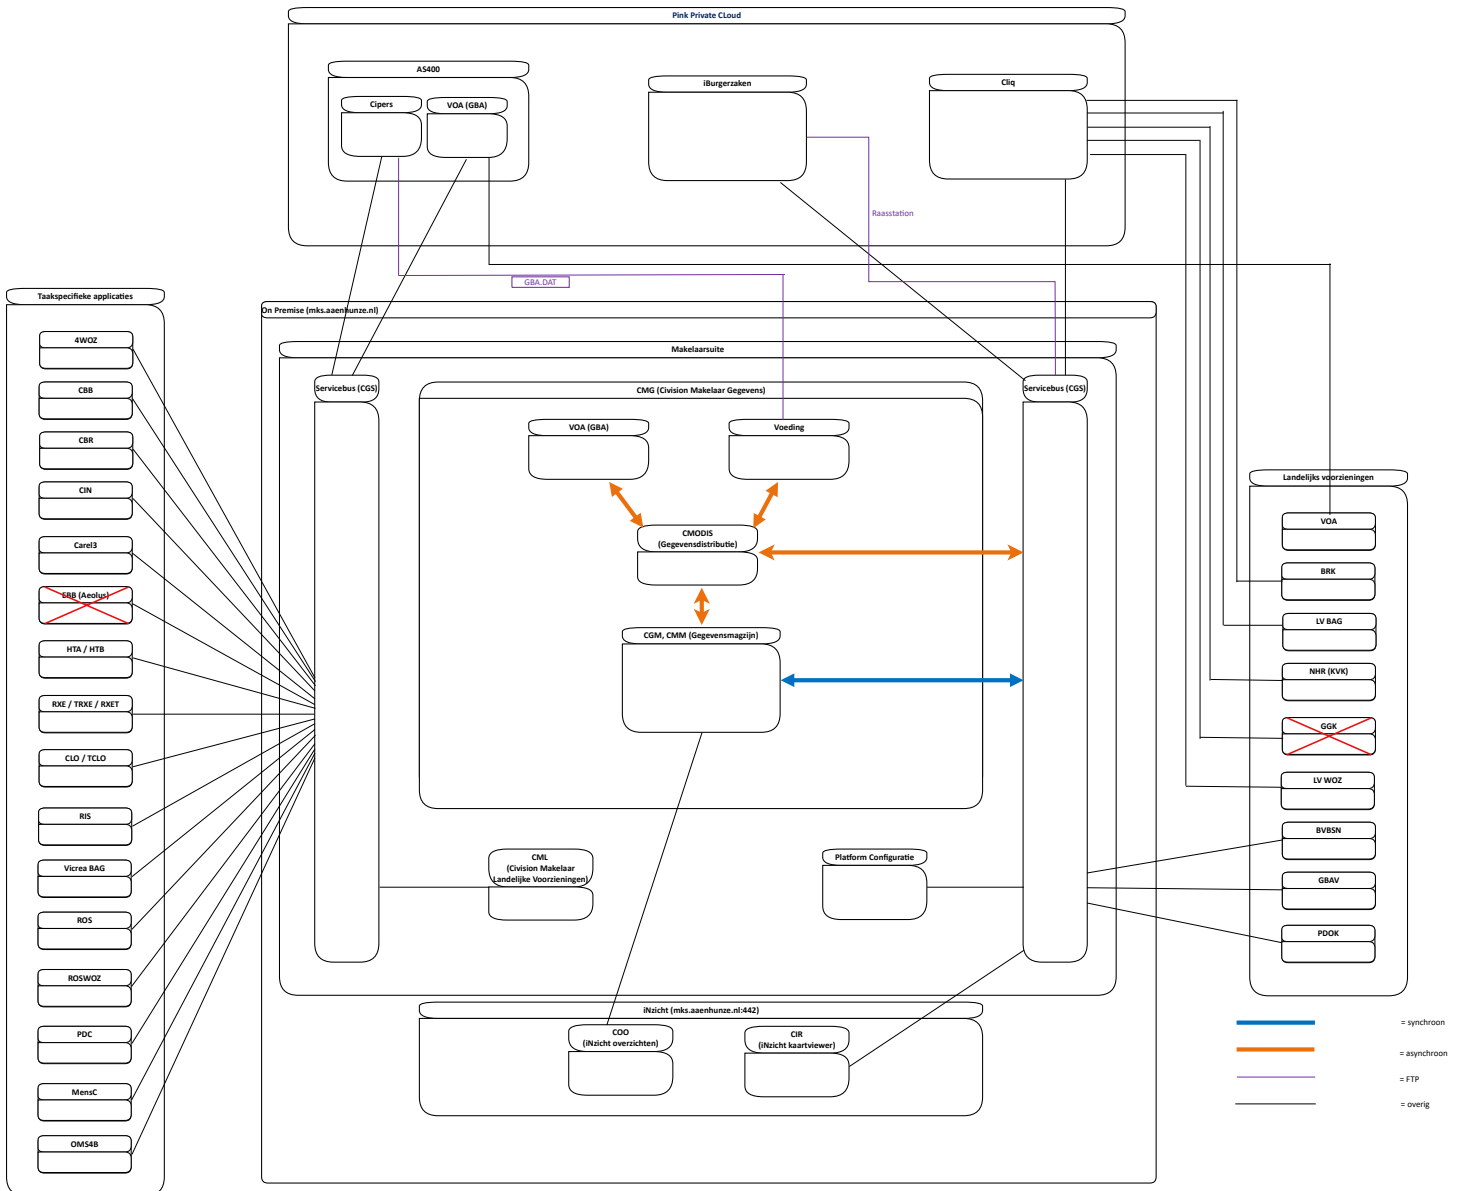 Pink Private CLoud
AS400
Cipers
VOA (GBA)
iBurgerzaken
Cliq
Raasstation
GBA.DAT
Taakspecifieke applicaties
4WOZ
CBB
CBR
CIN
Carel3
EBB (Aeolus)
HTA / HTB
RXE / TRXE / RXET
CLO / TCLO
RIS
Vicrea BAG
ROS
ROSWOZ
PDC
MensC
OMS4B
On Premise (mks.aaenhunze.nl)
Makelaarsuite
Servicebus (CGS)
CMG (Civision Makelaar Gegevens)
VOA (GBA)
Voeding
CMODIS
(Gegevensdistributie)
CGM, CMM (Gegevensmagzijn)
Servicebus (CGS)
CML
(Civision Makelaar
Landelijke Voorzieningen)
Platform Configuratie
iNzicht (mks.aaenhunze.nl:442)
COO
(iNzicht overzichten)
CIR
(iNzicht kaartviewer)
Landelijks voorzieningen
VOA
BRK
LV BAG
NHR (KVK)
GGK
LV WOZ
BVBSN
GBAV
PDOK
= synchroon
= asynchroon
= FTP
= overig